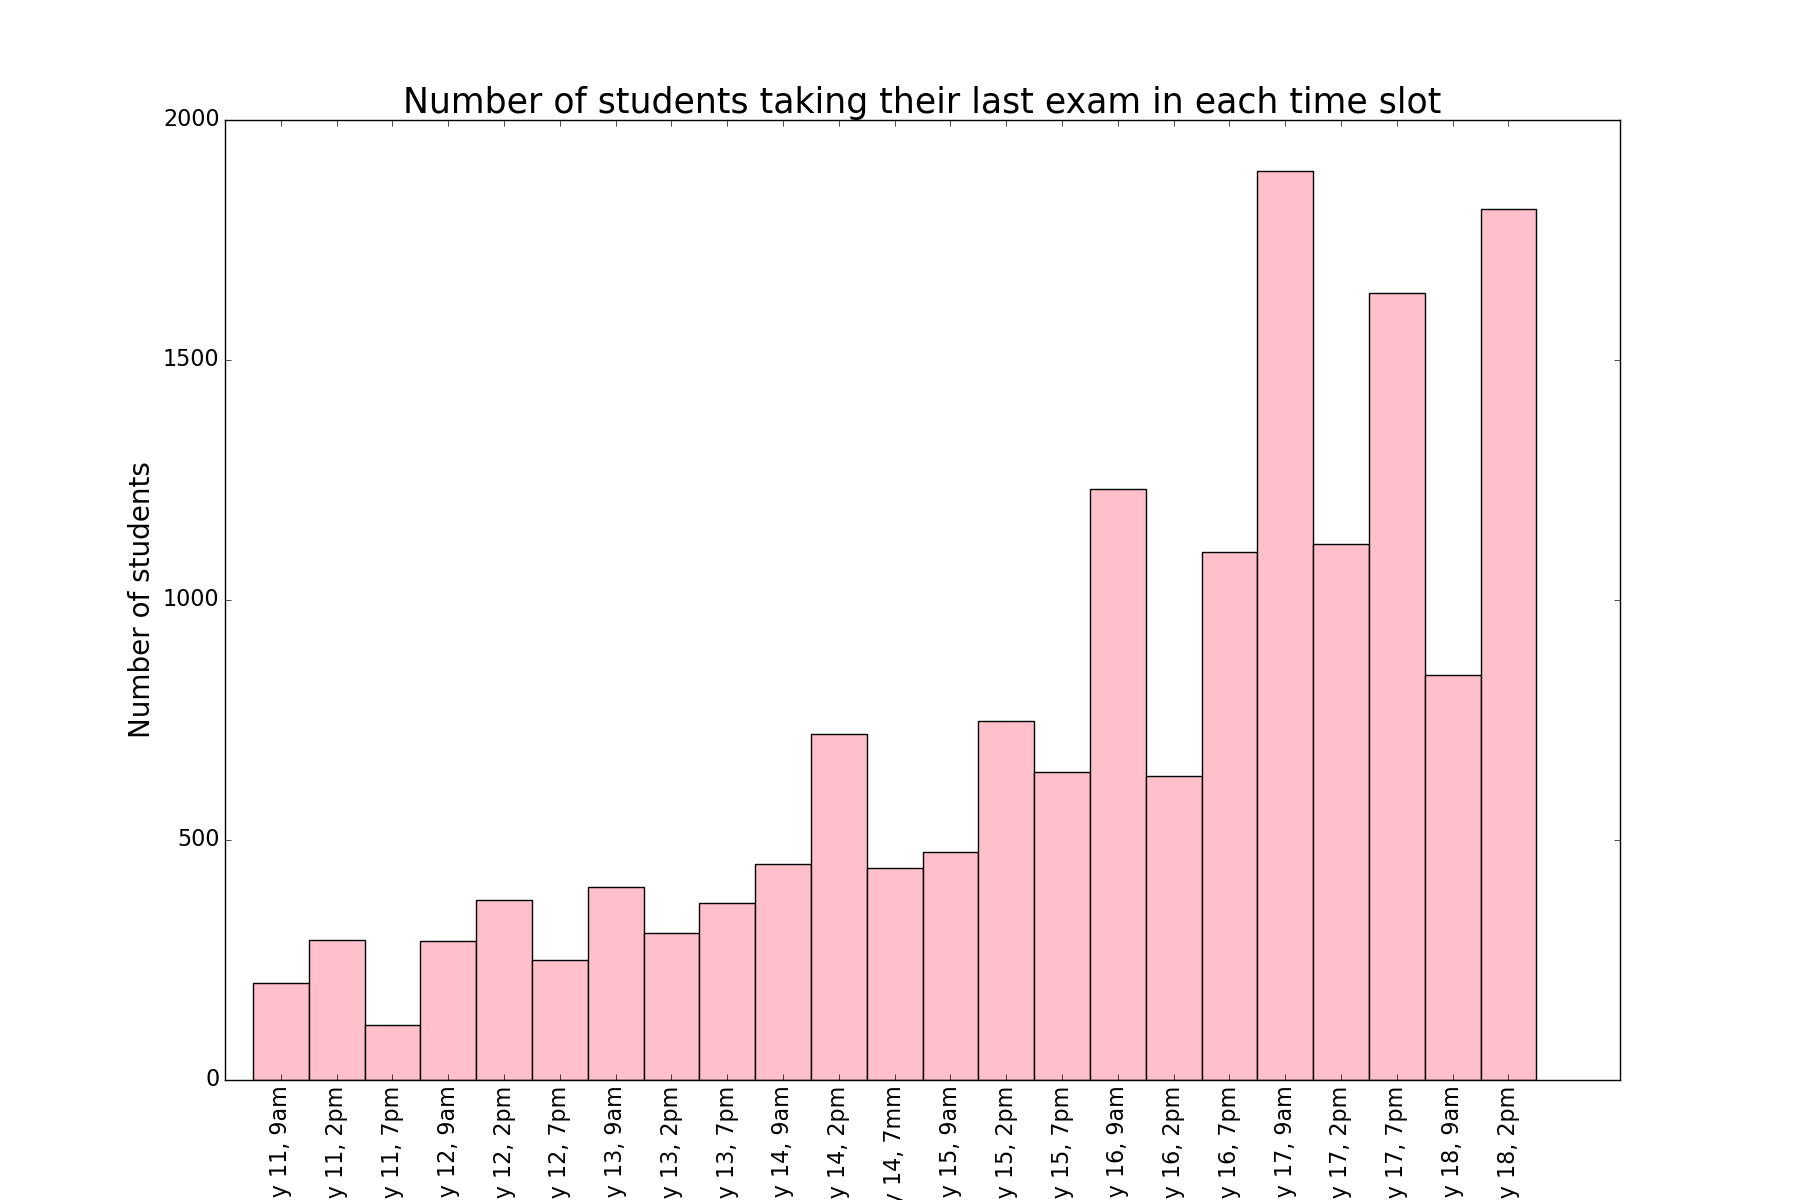 Number of students taking their last exam in each time slot
Number of students
2000
1500
1000
500
0
y 11, 9am
y 11, 2pm
y 11, 7pm
y 12, 9am
y 12, 2pm
y 12, 7pm
y 13, 9am
y 13, 2pm
y 13, 7pm
y 14, 9am
y 14, 2pm
y 14, 7mm
y 15, 9am
y 15, 2pm
y 15, 7pm
y 16, 9am
y 16, 2pm
y 16, 7pm
y 17, 9am
y 17, 2pm
y 17, 7pm
y 18, 9am
y 18, 2pm